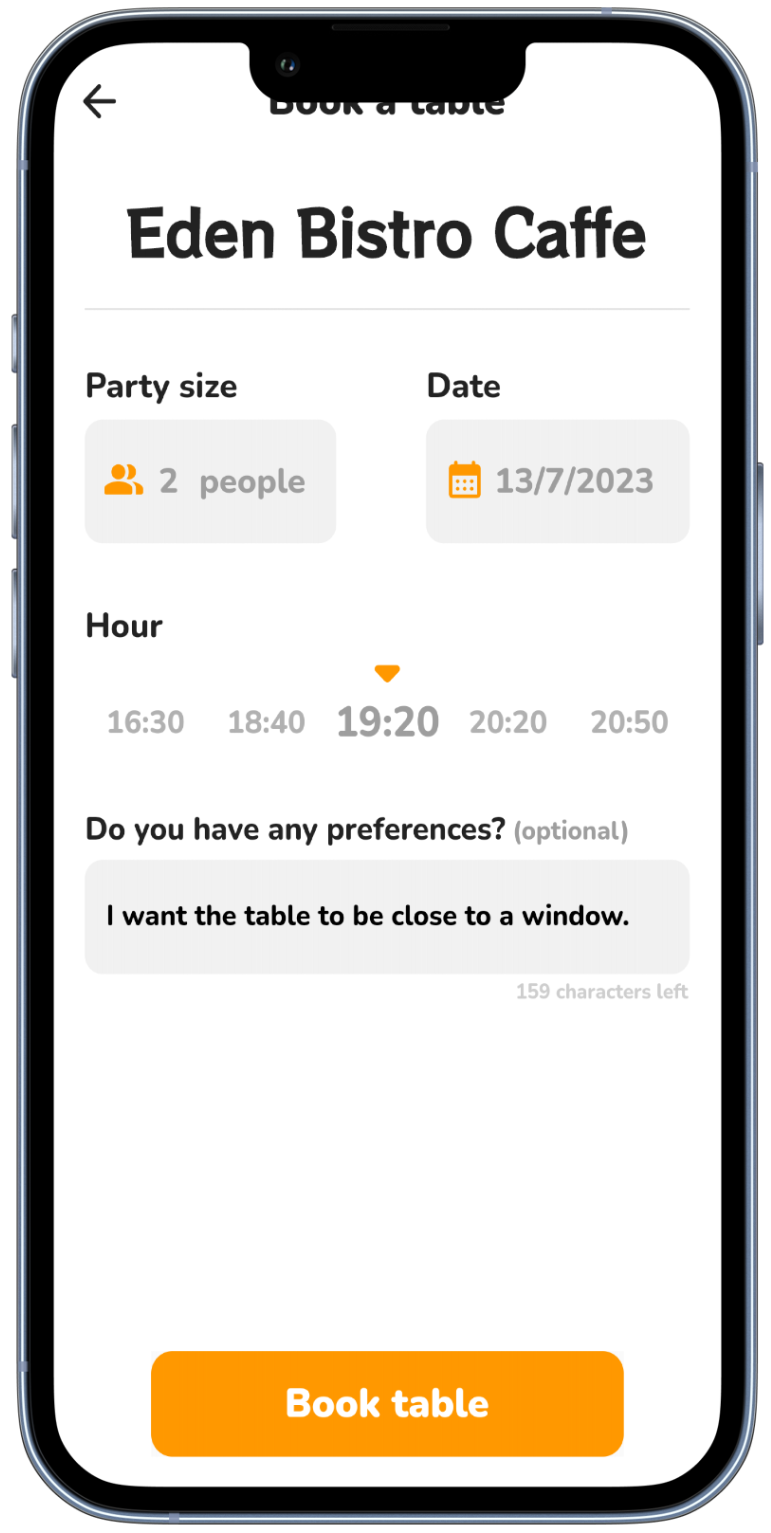 Book a table
Eden Bistro Caffe
Party size
Date
2 people
13/7/2023
Hour
16:30 18:40 19:20 20:20 20:50
Do you have any preferences? (optional)
I want the table to be close to a window.
159 characters left
Book table